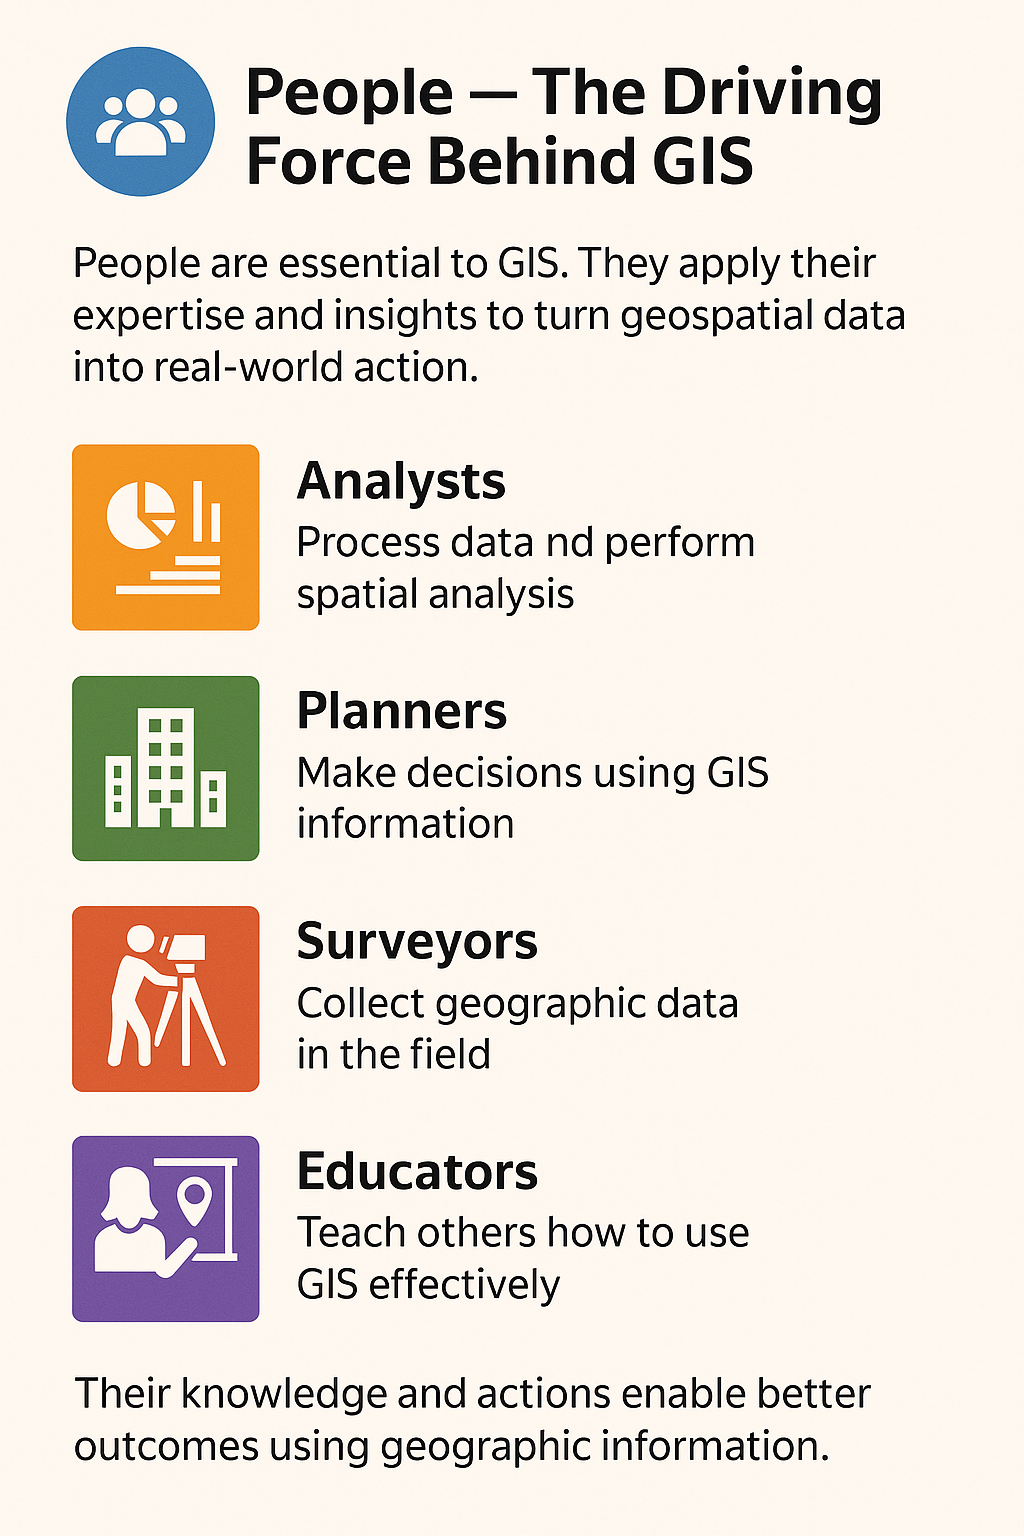 People — The Driving
Force Behind GIS
People are essential to GIS. They apply their
expertise and insights to turn geospatial data
into real-world action.
Analysts
Process data nd perform
spatial analysis
Planners
Make decisions using GIS
information
Surveyors
Collect geographic data
in the field
Educators
Teach others how to use
GIS effectively
Their knowledge and actions enable better
outcomes using geographic information.